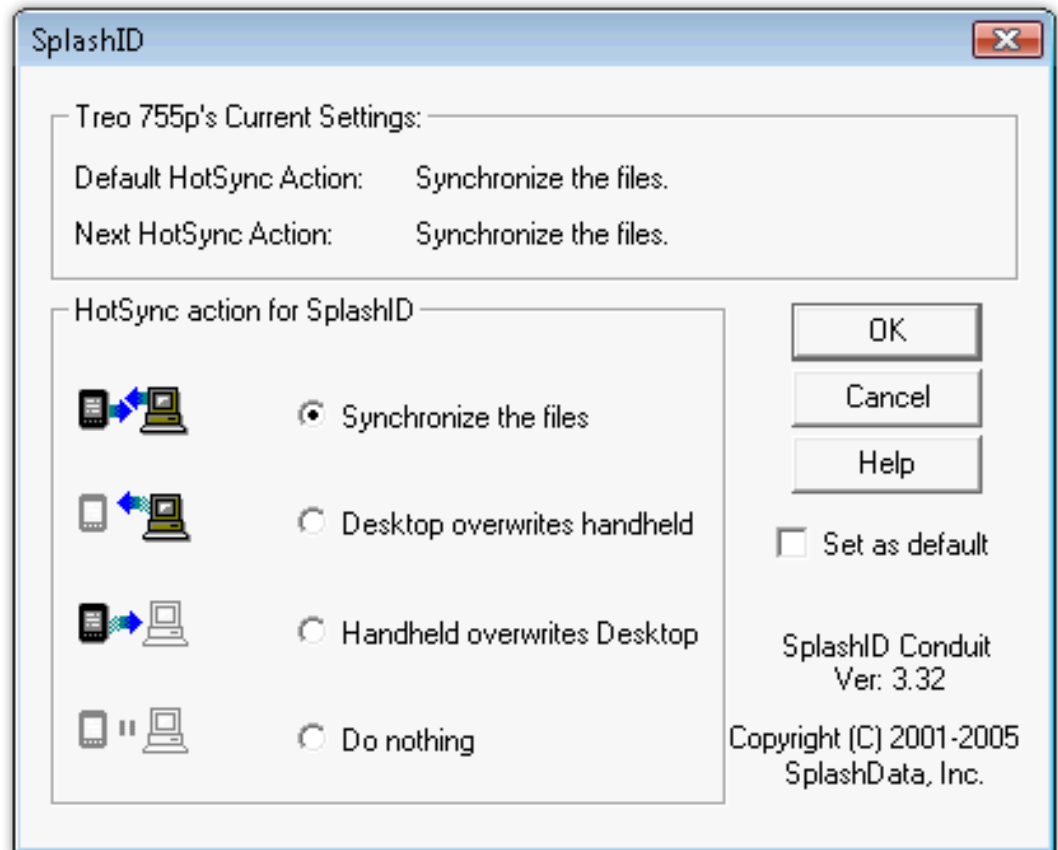 SplashID
Treo 755p's Current Settings:
Default HotSync Action: Synchronize the files.
Next HotSync Action: Synchronize the files.
HotSync action for SplashID
Synchronize the files
Desktop overwrites handheld
Handheld overwrites Desktop
Do nothing
OK
Cancel
Help
Set as default
SplashID Conduit
Ver: 3.32
Copyright (C) 2001-2005
SplashData, Inc.